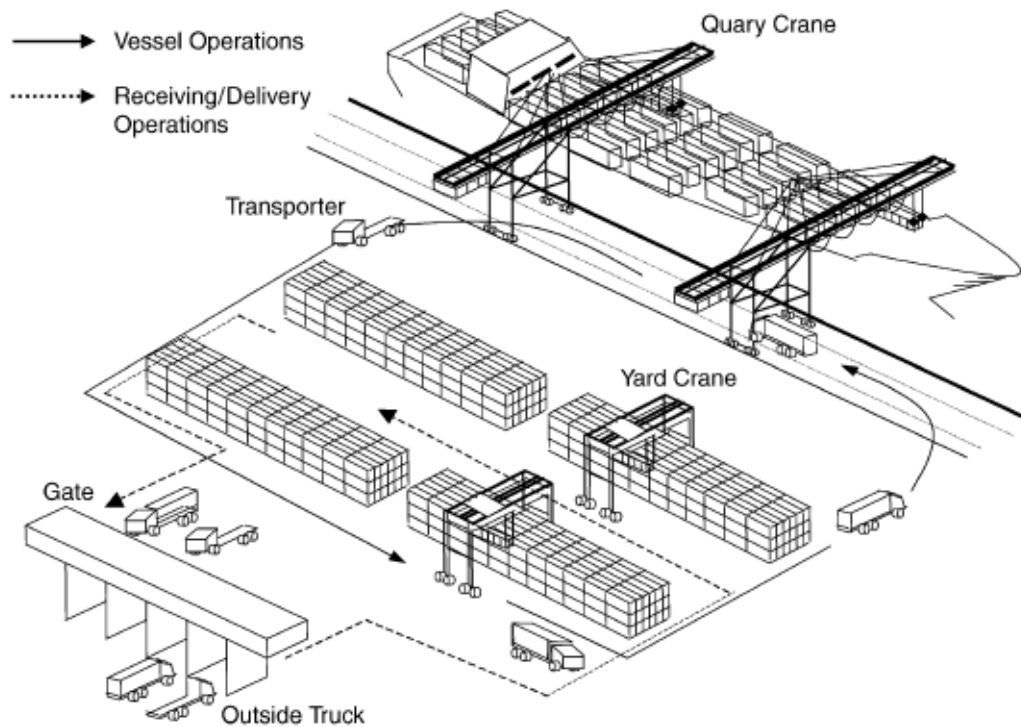 Quary Crane
Vessel Operations
Receiving/Delivery
Operations
Transporter
Yard Crane
Gate
Outside Truck